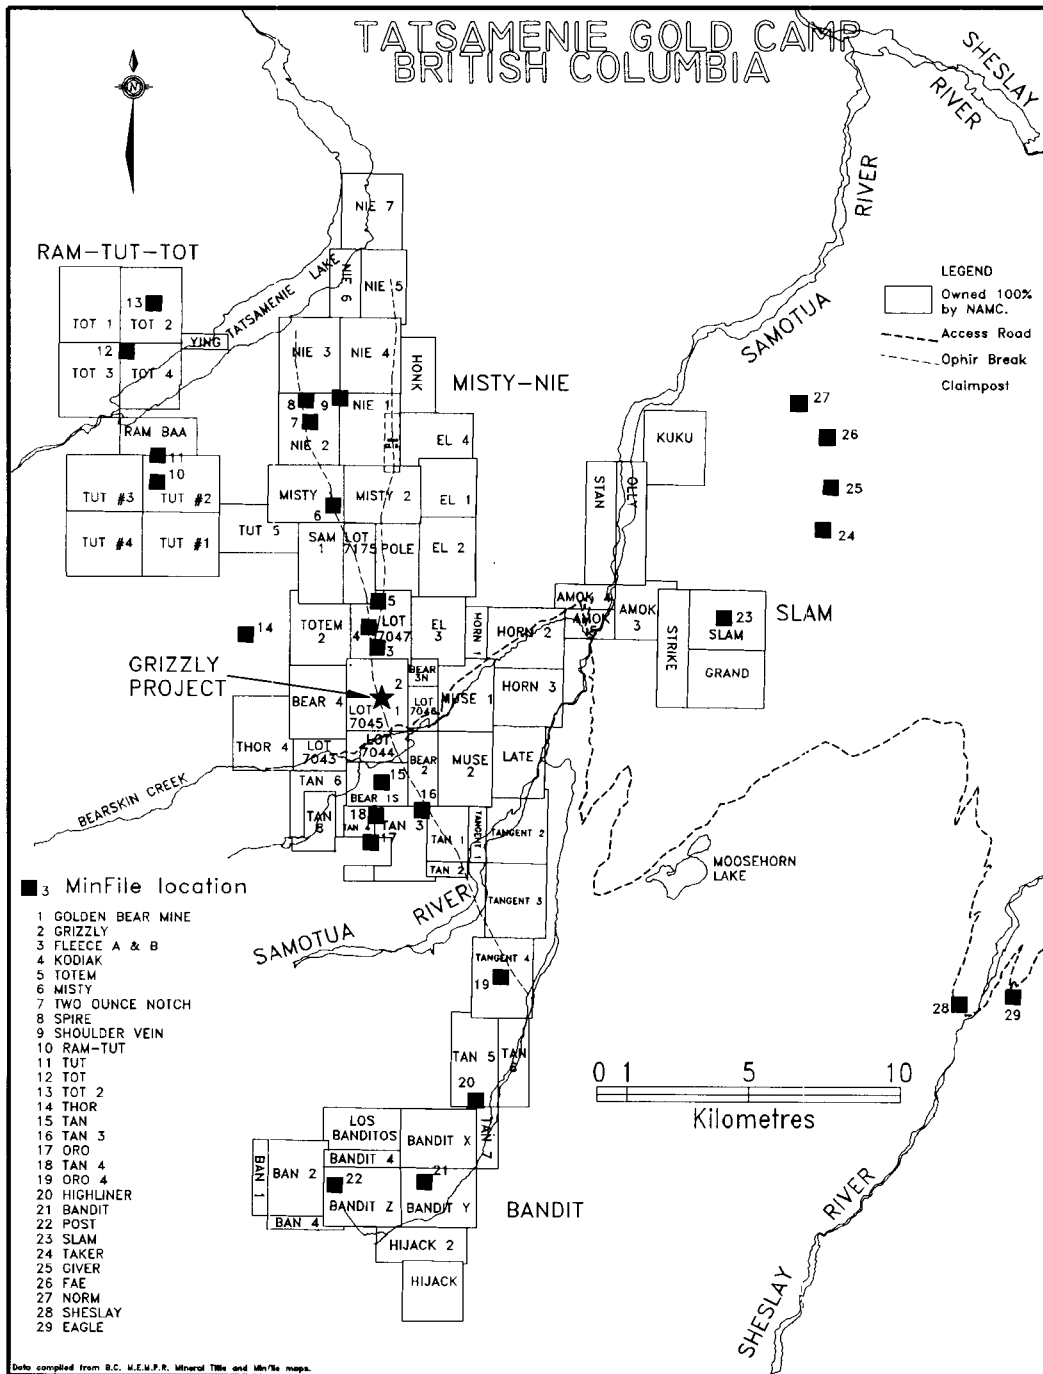 TATSAMENIE GOLD CAMP
BRITISH COLUMBIA
N
SHESLAY
RIVER
RIVER
SAMOTUA
LEGEND
Owned 100%
by NAMC.
Access Road
Ophir Break
Claimpost
RAM-TUT-TOT
TATSAMENIE LAKE
NIE 7
NIE 6
NIE 5
13
TOT 1
TOT 2
YING
12
TOT 3
TOT 4
NIE 3
NIE 4
HONK
MISTY-NIE
8
9
NIE 1
7
NIE 2
EL 4
RAM BAA
11
10
TUT #3
TUT #2
TUT #4
TUT #1
TUT 5
MISTY
MISTY 2
EL 1
6
SAM
1
LOT
7175
POLE
EL 2
STAN
OLLY
KUKU
27
26
25
24
14
TOTEM
2
5
4
LOT
7047
3
EL
3
HORN 1
HORN 2
AMOK 4
AMOK
5
AMOK
3
STRIKE
23
SLAM
SLAM
GRAND
GRIZZLY
PROJECT
BEAR 4
2
1
LOT
7045
BEAR
3N
LOT
7046
MUSE 1
HORN 3
THOR 4
LOT
7043
LOT
7044
BEAR
2
MUSE
2
LATE
BEARSKIN CREEK
TAN 6
TAN
8
15
BEAR 1S
16
18
TAN 4
TAN
3
17
TAN 1
TAN 2
TANGENT 1
TANGENT 2
TANGENT 3
MOOSEHORN
LAKE
SAMOTUA
RIVER
TANGENT 4
19
28
29
TAN 5
TAN
20
TAN 7
0 1 5 10
Kilometres
LOS
BANDITOS
BANDIT X
BANDIT 4
BAN 1
BAN 2
22
BANDIT Z
21
BANDIT Y
BAN 4
BANDIT
HIJACK 2
HIJACK
RIVER
SHESLAY
3 MinFile location
1 GOLDEN BEAR MINE
2 GRIZZLY
3 FLEECE A & B
4 KODIAK
5 TOTEM
6 MISTY
7 TWO OUNCE NOTCH
8 SPIRE
9 SHOULDER VEIN
10 RAM-TUT
11 TUT
12 TOT
13 TOT 2
14 THOR
15 TAN
16 TAN 3
17 ORO
18 TAN 4
19 ORO 4
20 HIGHLINER
21 BANDIT
22 POST
23 SLAM
24 TAKER
25 GIVER
26 FAE
27 NORM
28 SHESLAY
29 EAGLE
Data compiled from B.C. M.E.M.P.R. Mineral Title and Minfile maps.